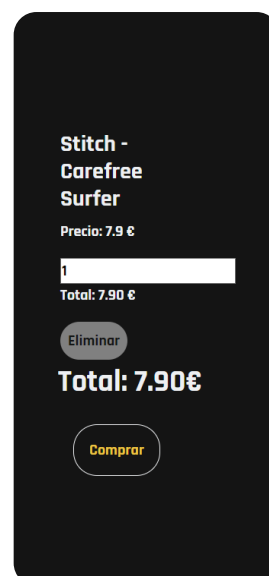 Stitch -
Carefree
Surfer
Precio: 7.9 €
1
Total: 7.90 €
Eliminar
Total: 7.90€
Comprar